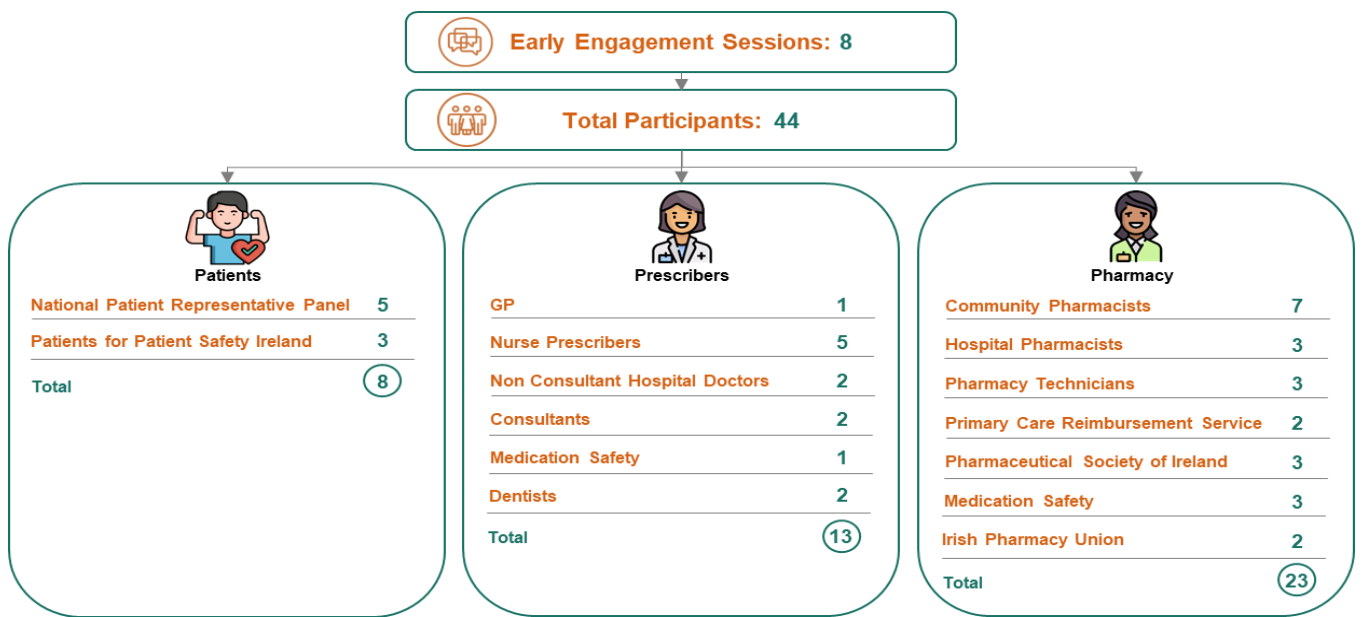 Early Engagement Sessions: 8
Total Participants: 44
Patients
National Patient Representative Panel 5
Patients for Patient Safety Ireland 3
Total 8
Prescribers
GP 1
Nurse Prescribers 5
Non Consultant Hospital Doctors 2
Consultants 2
Medication Safety 1
Dentists 2
Total 13
Pharmacy
Community Pharmacists 7
Hospital Pharmacists 3
Pharmacy Technicians 3
Primary Care Reimbursement Service 2
Pharmaceutical Society of Ireland 3
Medication Safety 3
Irish Pharmacy Union 2
Total 23